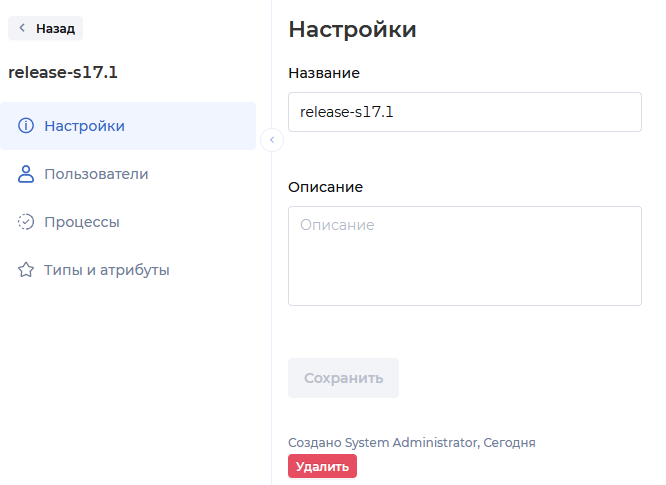 Назад
release-s17.1
Настройки
Пользователи
Процессы
Типы и атрибуты
Настройки
Название
release-s17.1
Описание
Описание
Сохранить
Создано System Administrator, Сегодня
Удалить